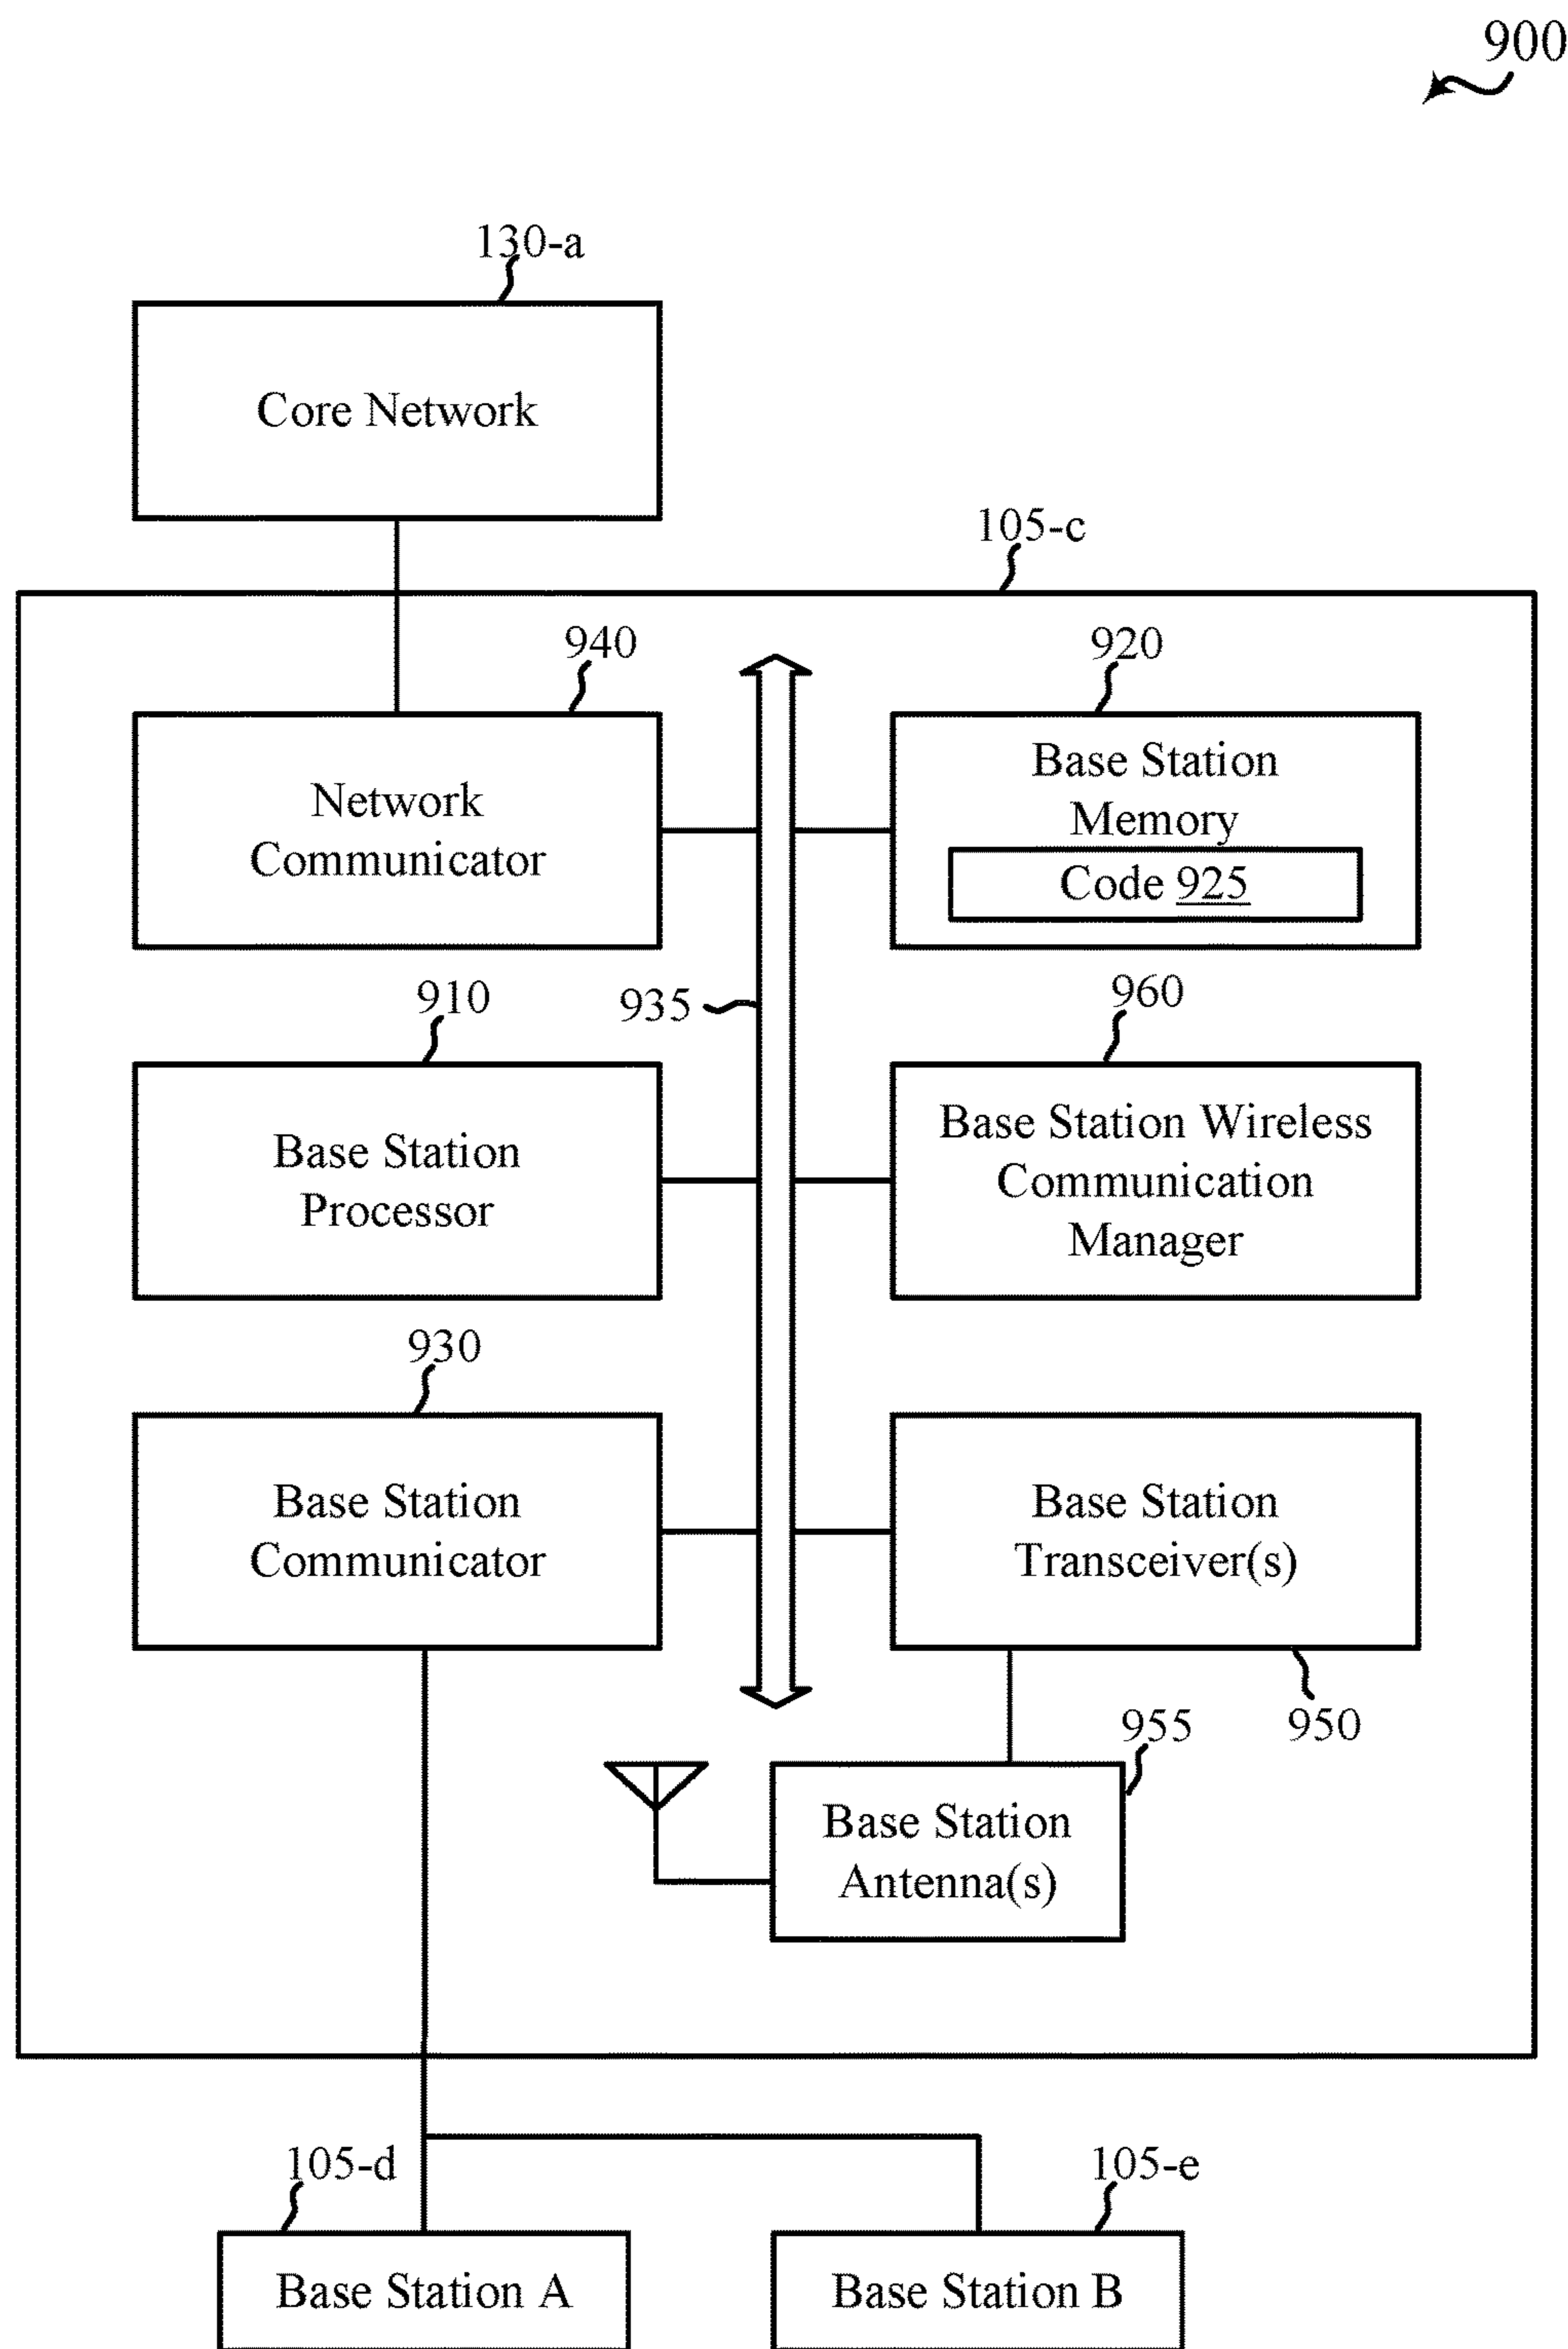 900
130-a
Core Network
105-c
940
920
Network
Communicator
Base Station
Memory
Code 925
910
935
960
Base Station
Processor
Base Station Wireless
Communication
Manager
930
Base Station
Communicator
Base Station
Transceiver(s)
955
950
Base Station
Antenna(s)
105-d
105-e
Base Station A
Base Station B